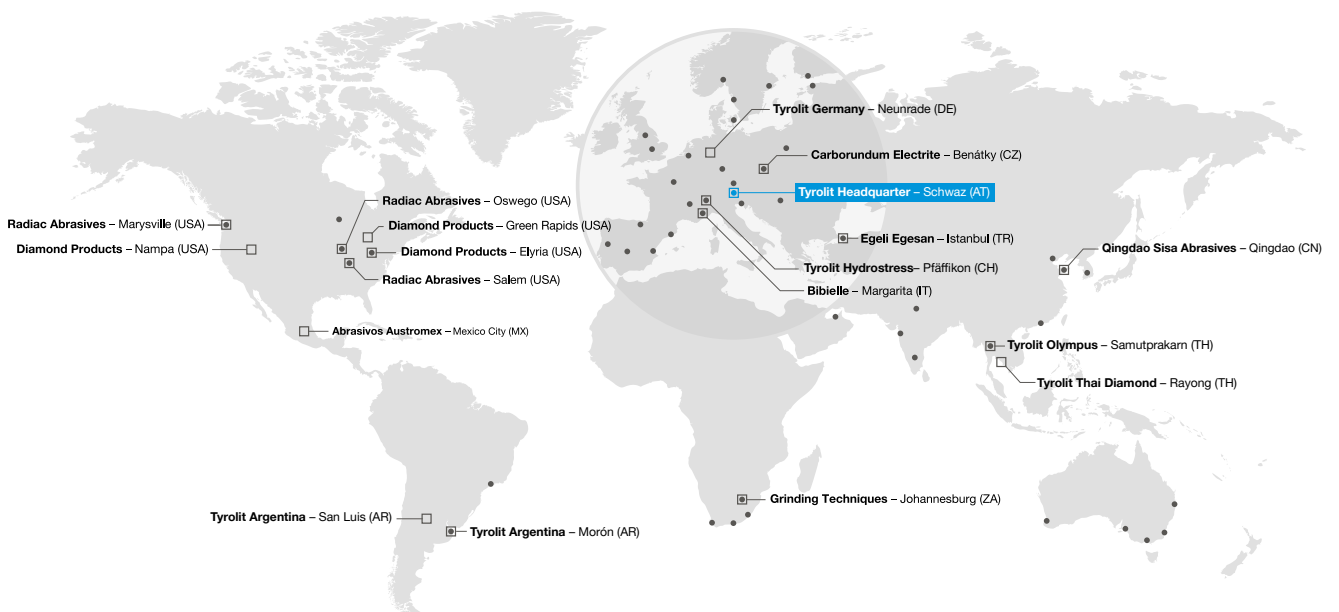 Tyrolit Germany – Neunrade (DE)
Carborundum Electrite – Benátky (CZ)
Tyrolit Headquarter – Schwaz (AT)
Radiac Abrasives – Oswego (USA)
Radiac Abrasives – Marysville (USA)
Diamond Products – Green Rapids (USA)
Egeli Egesan – Istanbul (TR)
Diamond Products – Nampa (USA)
Diamond Products – Elyria (USA)
Qingdao Sisa Abrasives – Qingdao (CN)
Tyrolit Hydrostress– Pfäffikon (CH)
Radiac Abrasives – Salem (USA)
Bibielle – Margarita (IT)
Abrasivos Austromex – Mexico City (MX)
Tyrolit Olympus – Samutprakarn (TH)
Tyrolit Thai Diamond – Rayong (TH)
Grinding Techniques – Johannesburg (ZA)
Tyrolit Argentina – San Luis (AR)
Tyrolit Argentina – Morón (AR)